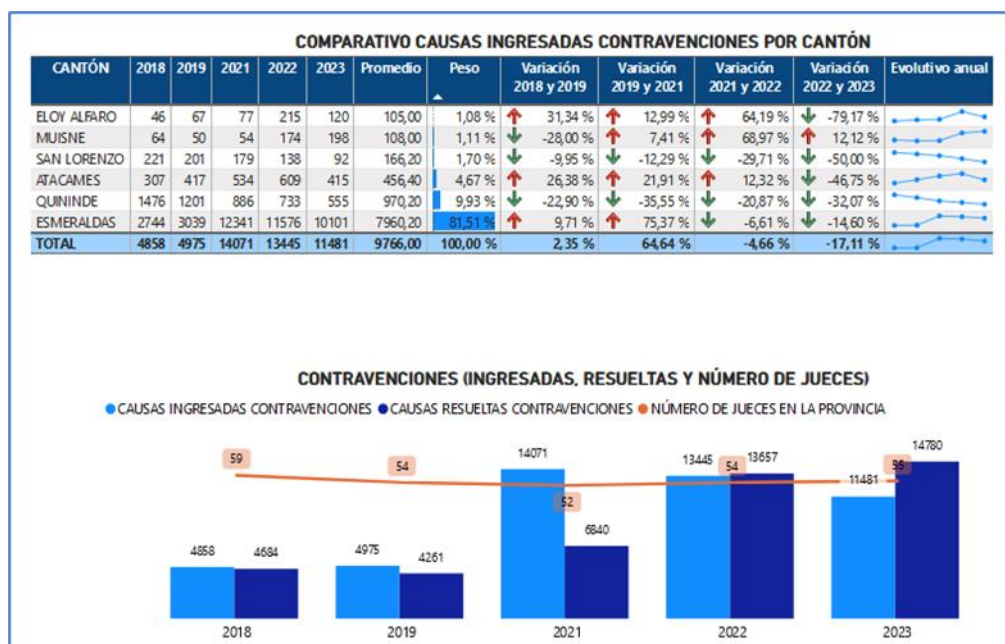 COMPARATIVO CAUSAS INGRESADAS CONTRAVENCIONES POR CANTÓN
CANTÓN 2018 2019 2021 2022 2023 Promedio Peso Variación 2018 y 2019 Variación 2019 y 2021 Variación 2021 y 2022 Variación 2022 y 2023 Evolutivo anual
ELOY ALFARO 46 67 77 215 120 105,00 1,08 % 31,34 % 12,99 % 64,19 % -79,17 %
MUISNE 64 50 54 174 198 108,00 1,11 % -28,00 % 7,41 % 68,97 % 12,12 %
SAN LORENZO 221 201 179 138 92 166,20 1,70 % -9,95 % -12,29 % -29,71 % -50,00 %
ATACAMES 307 417 534 609 415 456,40 4,67 % 26,38 % 21,91 % 12,32 % -46,75 %
QUININDE 1476 1201 886 733 555 970,20 9,93 % -22,90 % -35,55 % -20,87 % -32,07 %
ESMERALDAS 2744 3039 12341 11576 10101 7960,20 81,51 % 9,71 % 75,37 % -6,61 % -14,60 %
TOTAL 4858 4975 14071 13445 11481 9766,00 100,00 % 2,35 % 64,64 % -4,66 % -17,11 %
CONTRAVENCIONES (INGRESADAS, RESUELTAS Y NÚMERO DE JUECES)
CAUSAS INGRESADAS CONTRAVENCIONES CAUSAS RESUELTAS CONTRAVENCIONES NÚMERO DE JUECES EN LA PROVINCIA
59 54 52 54 55
4858 4684 4975 4261 14071 6840 13445 13657 11481 14780
2018 2019 2021 2022 2023